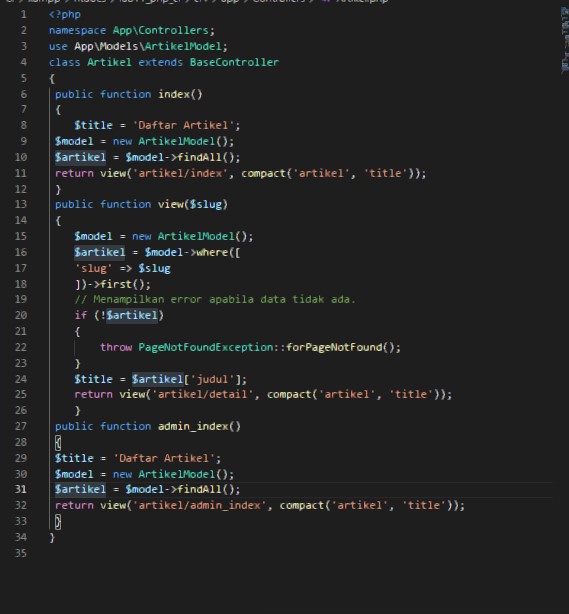 1 <?php
2 namespace App\Controllers;
3 use App\Models\ArtikelModel;
4 class Artikel extends BaseController
5 {
6 public function index()
7 {
8 $title = 'Daftar Artikel';
9 $model = new ArtikelModel();
10 $artikel = $model->findAll();
11 return view('artikel/index', compact('artikel', 'title'));
12 }
13 public function view($slug)
14 {
15 $model = new ArtikelModel();
16 $artikel = $model->where([
17 'slug' => $slug
18 ])->first();
19 // Menampilkan error apabila data tidak ada.
20 if (!$artikel)
21 {
22 throw PageNotFoundException::forPageNotFound();
23 }
24 $title = $artikel['judul'];
25 return view('artikel/detail', compact('artikel', 'title'));
26 }
27 public function admin_index()
28 {
29 $title = 'Daftar Artikel';
30 $model = new ArtikelModel();
31 $artikel = $model->findAll();
32 return view('artikel/admin_index', compact('artikel', 'title'));
33 }
34 }
35